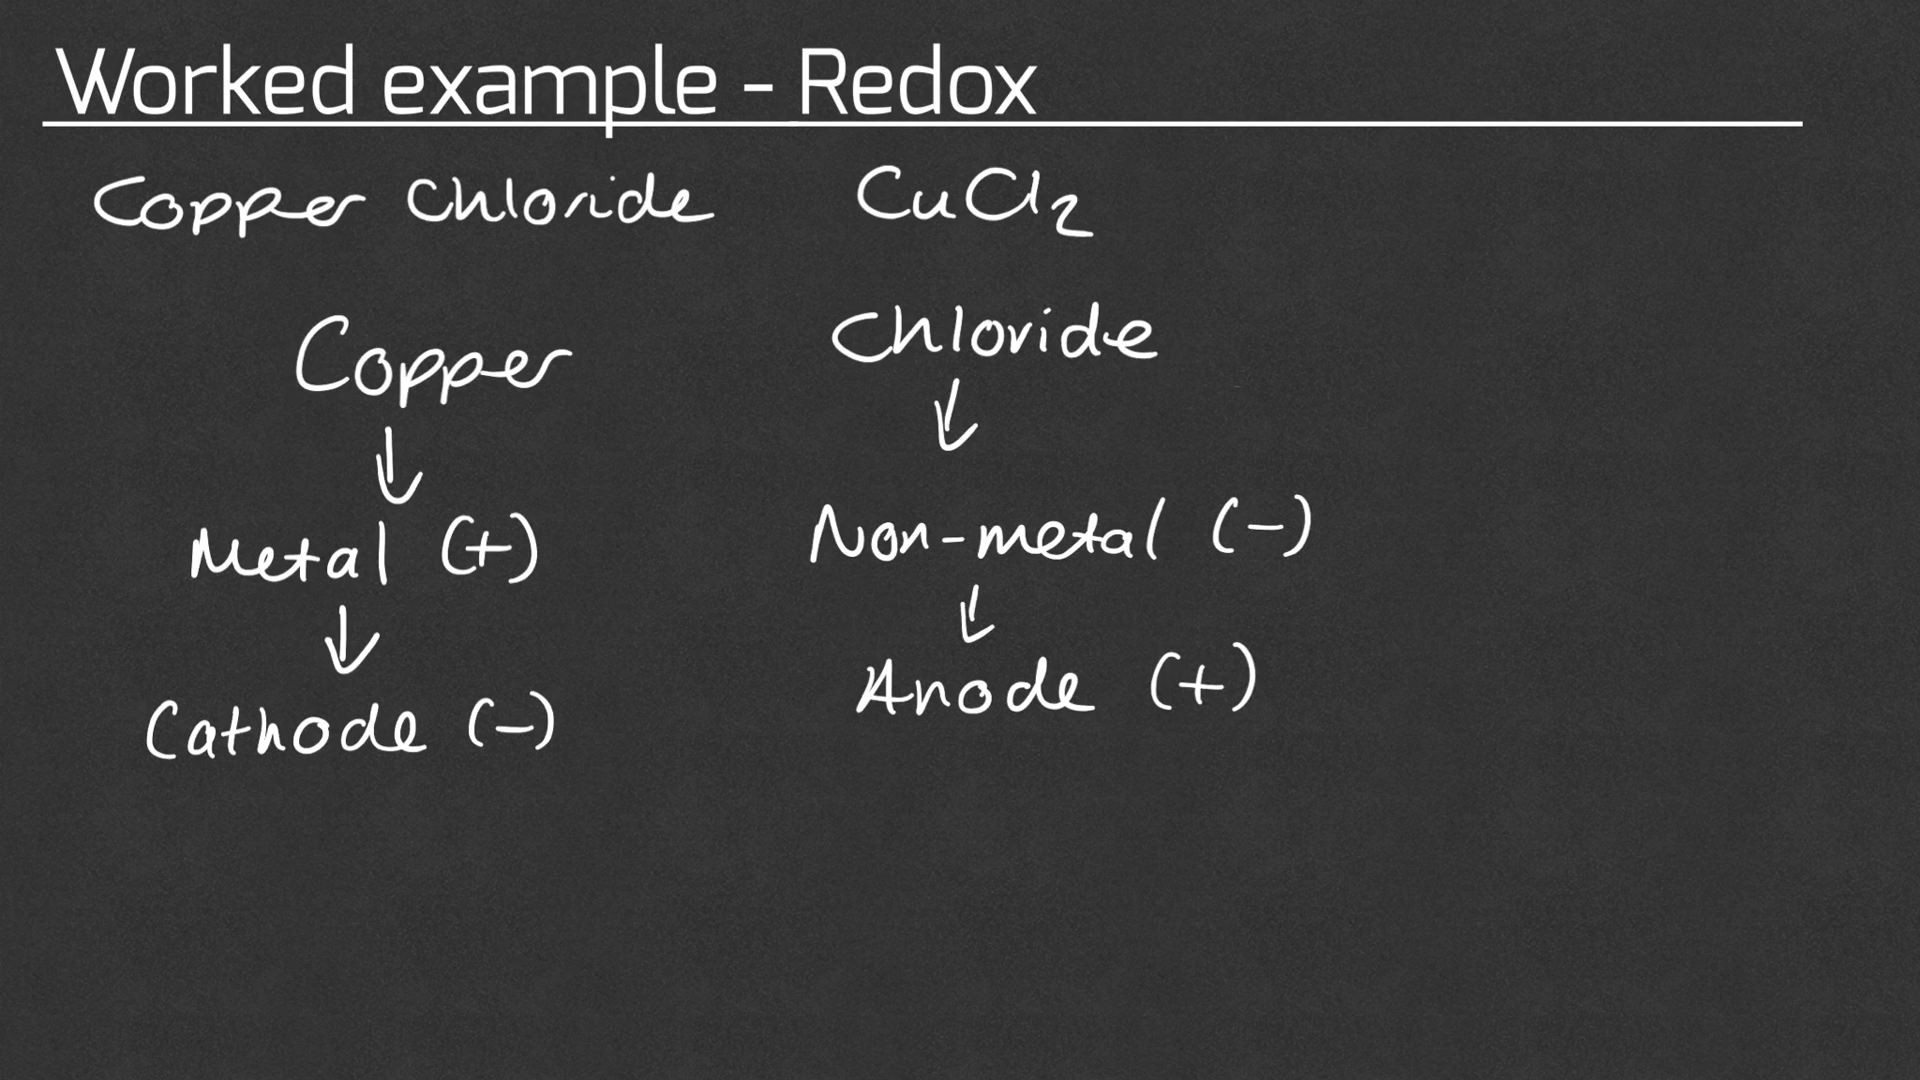 Worked example - Redox
Copper Chloride CuCl₂
Copper
↓
Metal (+)
↓
Cathode (-)
Chloride
↓
Non-metal (-)
↓
Anode (+)